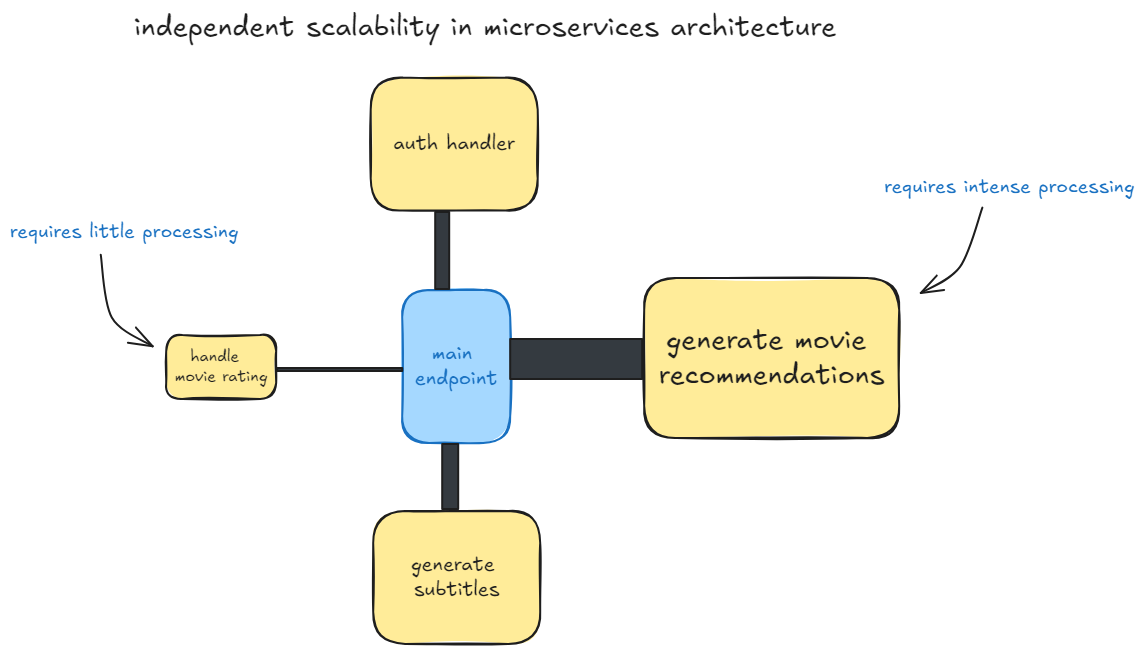 independent scalability in microservices architecture
auth handler
requires intense processing
requires little processing
handle
movie rating
main
endpoint
generate movie
recommendations
generate
subtitles